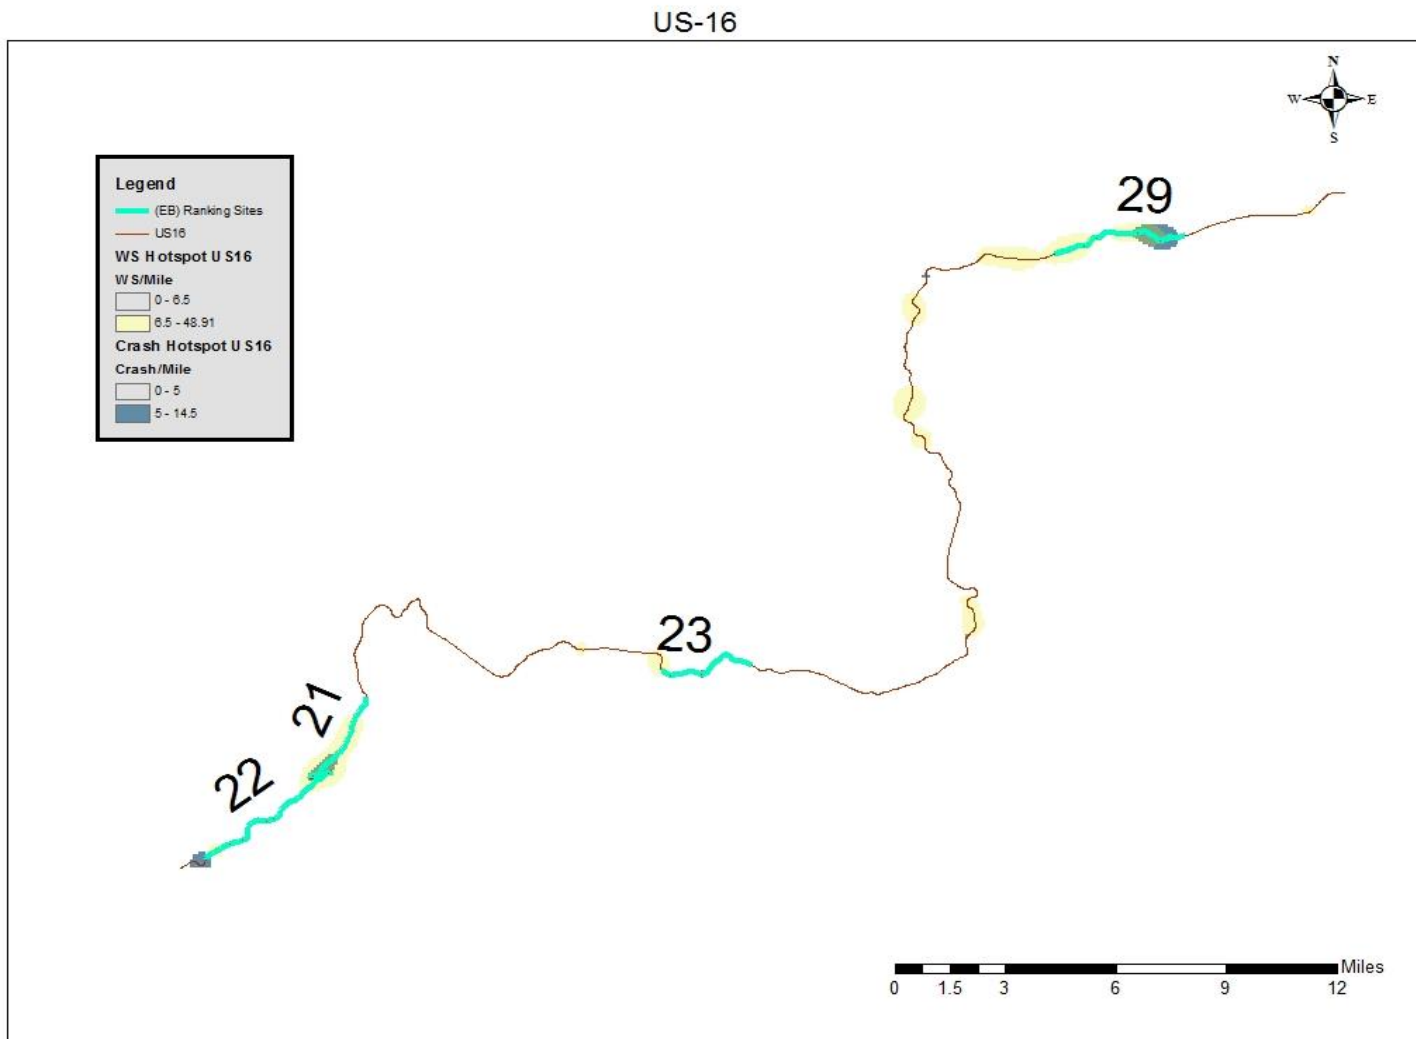 US-16
N
W E
S
Legend
(EB) Ranking Sites
US16
WS Hotspot US16
WS/Mile
0 - 6.5
6.5 - 48.91
Crash Hotspot US16
Crash/Mile
0 - 5
5 - 14.5
29
23
21
22
Miles
0 1.5 3 6 9 12